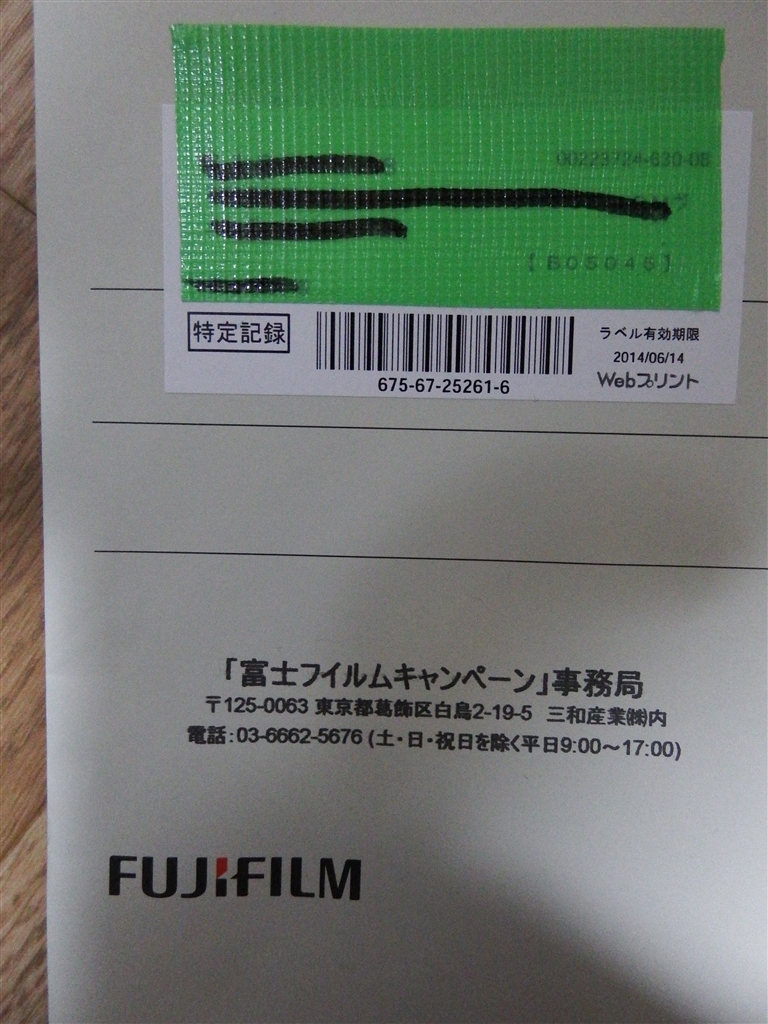 00223724-630-08
[B05046]
特定記録
675-67-25261-6
ラベル有効期限
2014/06/14
Webプリント
「富士フイルムキャンペーン」事務局
〒125-0063 東京都葛飾区白鳥2-19-5 三和産業㈱内
電話:03-6662-5676 (土・日・祝日を除く平日9:00～17:00)
FUJIFILM